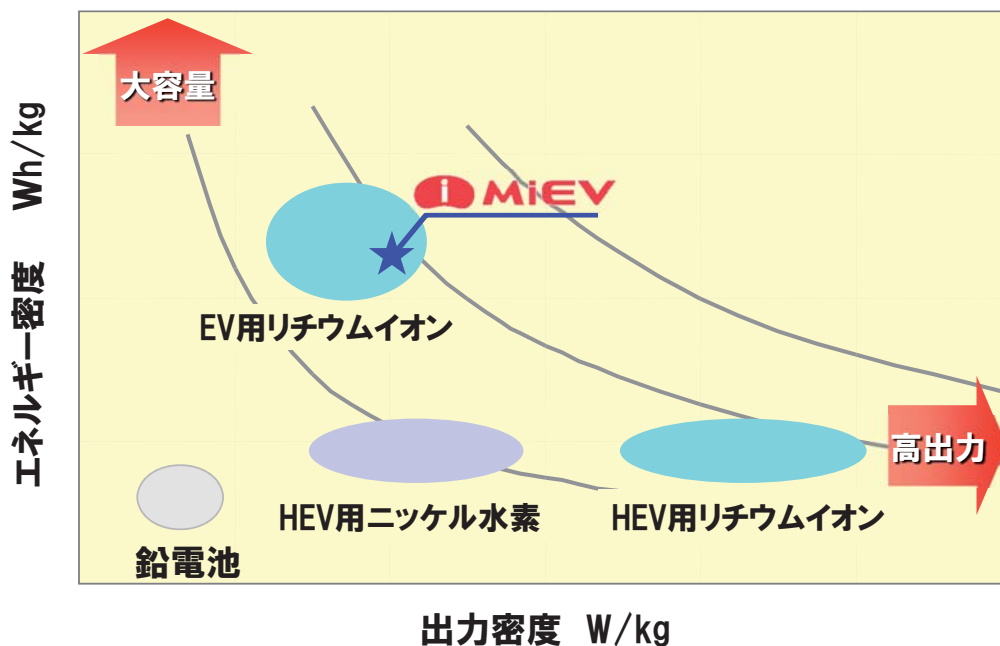 大容量
エネルギー密度 Wh/kg
i MiEV
EV用リチウムイオン
高出力
HEV用ニッケル水素
HEV用リチウムイオン
鉛電池
出力密度 W/kg